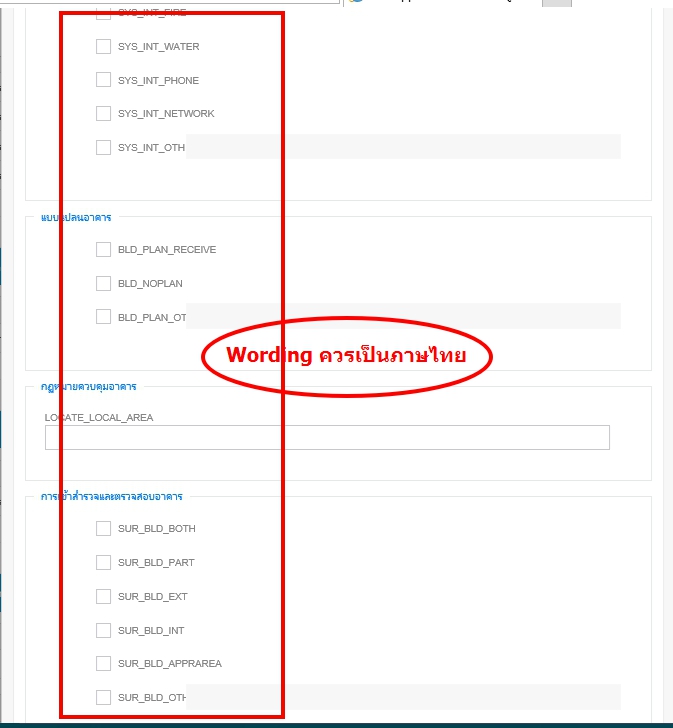 SYS_INT_FIRE
SYS_INT_WATER
SYS_INT_PHONE
SYS_INT_NETWORK
SYS_INT_OTH
แบบแปลนอาคาร
BLD_PLAN_RECEIVE
BLD_NOPLAN
BLD_PLAN_OT
Wording ควรเป็นภาษาไทย
กฎหมายควบคุมอาคาร
LOCATE_LOCAL_AREA
การเข้าสำรวจและตรวจสอบอาคาร
SUR_BLD_BOTH
SUR_BLD_PART
SUR_BLD_EXT
SUR_BLD_INT
SUR_BLD_APPRAREA
SUR_BLD_OTH